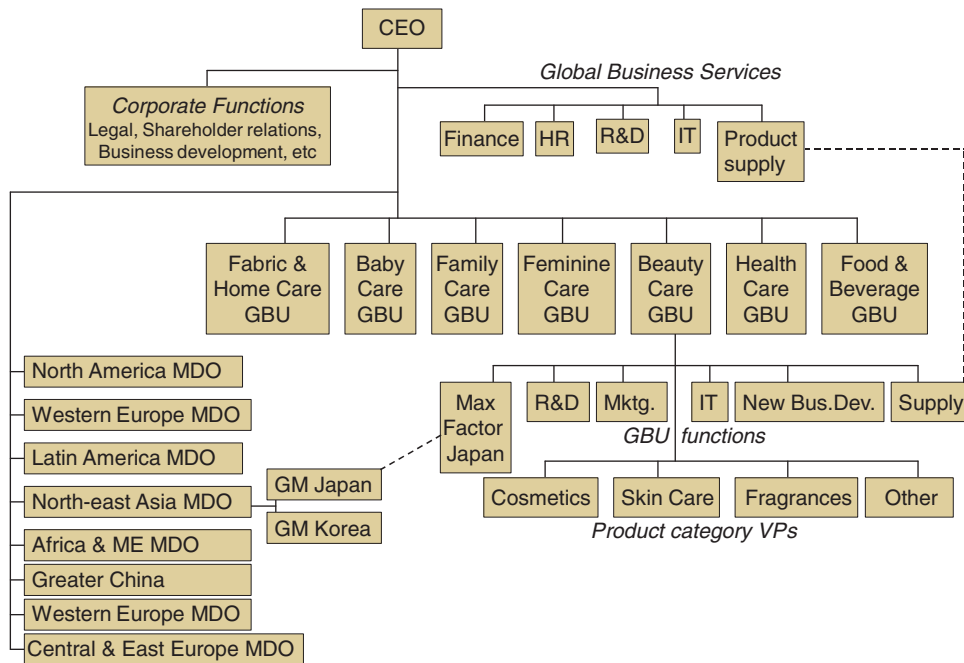 CEO
Global Business Services
Corporate Functions
Legal, Shareholder relations,
Business development, etc
Finance
HR
R&D
IT
Product
supply
Fabric &
Home Care
GBU
Baby
Care
GBU
Family
Care
GBU
Feminine
Care
GBU
Beauty
Care
GBU
Health
Care
GBU
Food &
Beverage
GBU
North America MDO
Western Europe MDO
Latin America MDO
North-east Asia MDO
Africa & ME MDO
Greater China
Western Europe MDO
Central & East Europe MDO
GM Japan
GM Korea
Max
Factor
Japan
R&D
Mktg.
IT
New Bus.Dev.
Supply
GBU functions
Cosmetics
Skin Care
Fragrances
Other
Product category VPs